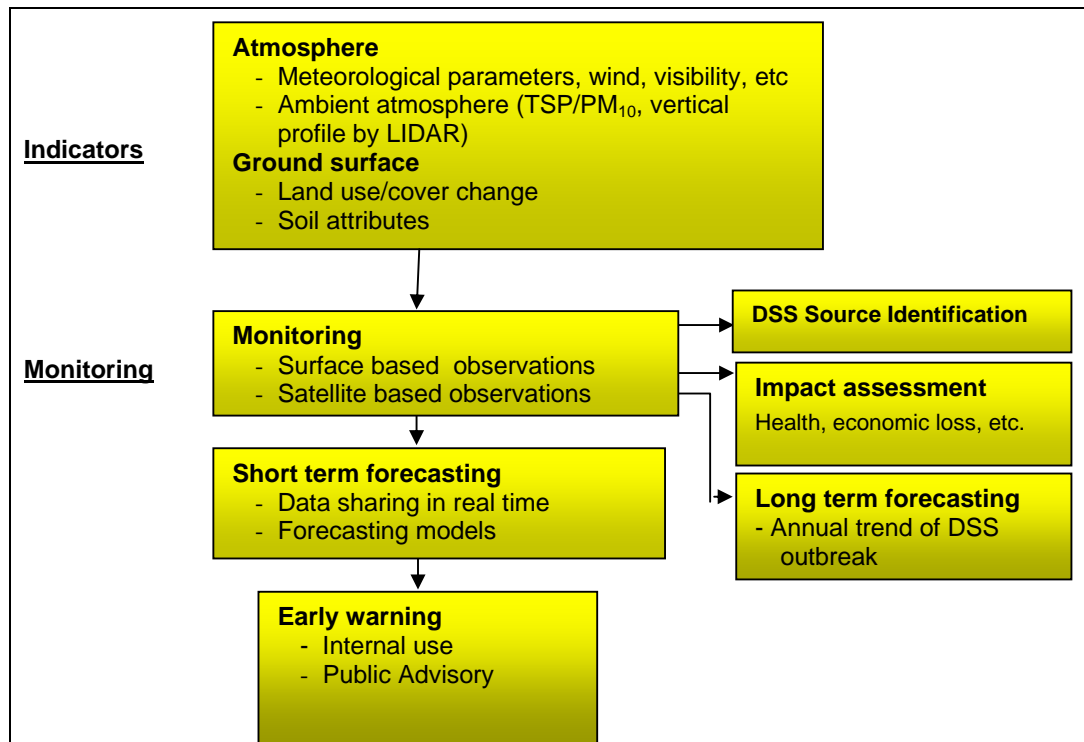 Indicators
Atmosphere
- Meteorological parameters, wind, visibility, etc
- Ambient atmosphere (TSP/PM₁₀, vertical
profile by LIDAR)
Ground surface
- Land use/cover change
- Soil attributes
Monitoring
Monitoring
- Surface based observations
- Satellite based observations
DSS Source Identification
Impact assessment
Health, economic loss, etc.
Long term forecasting
- Annual trend of DSS
outbreak
Short term forecasting
- Data sharing in real time
- Forecasting models
Early warning
- Internal use
- Public Advisory